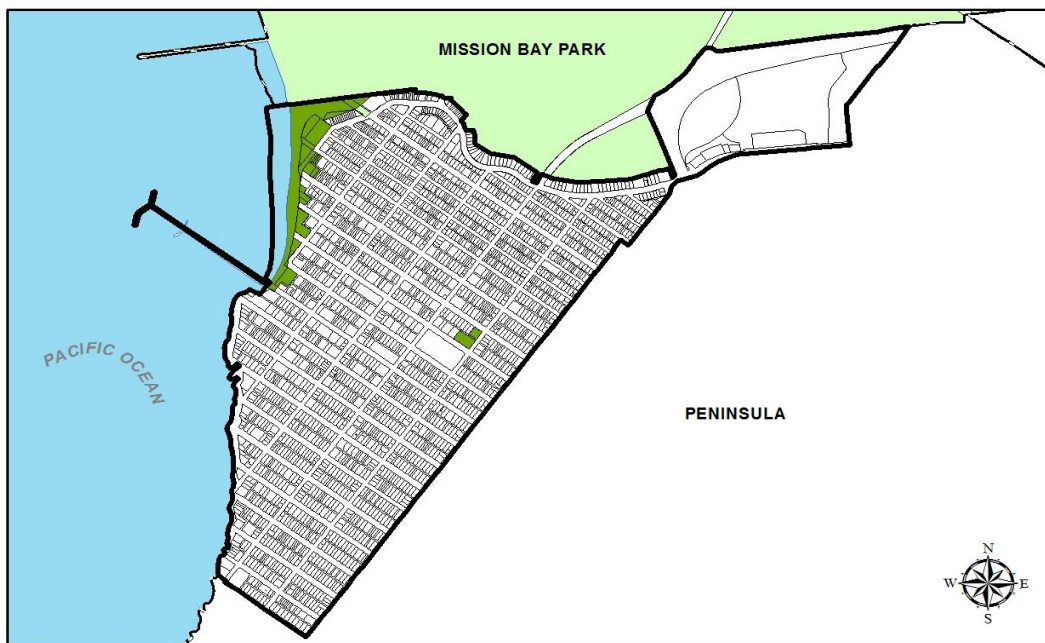 MISSION BAY PARK
PACIFIC OCEAN
PENINSULA
N
W E
S